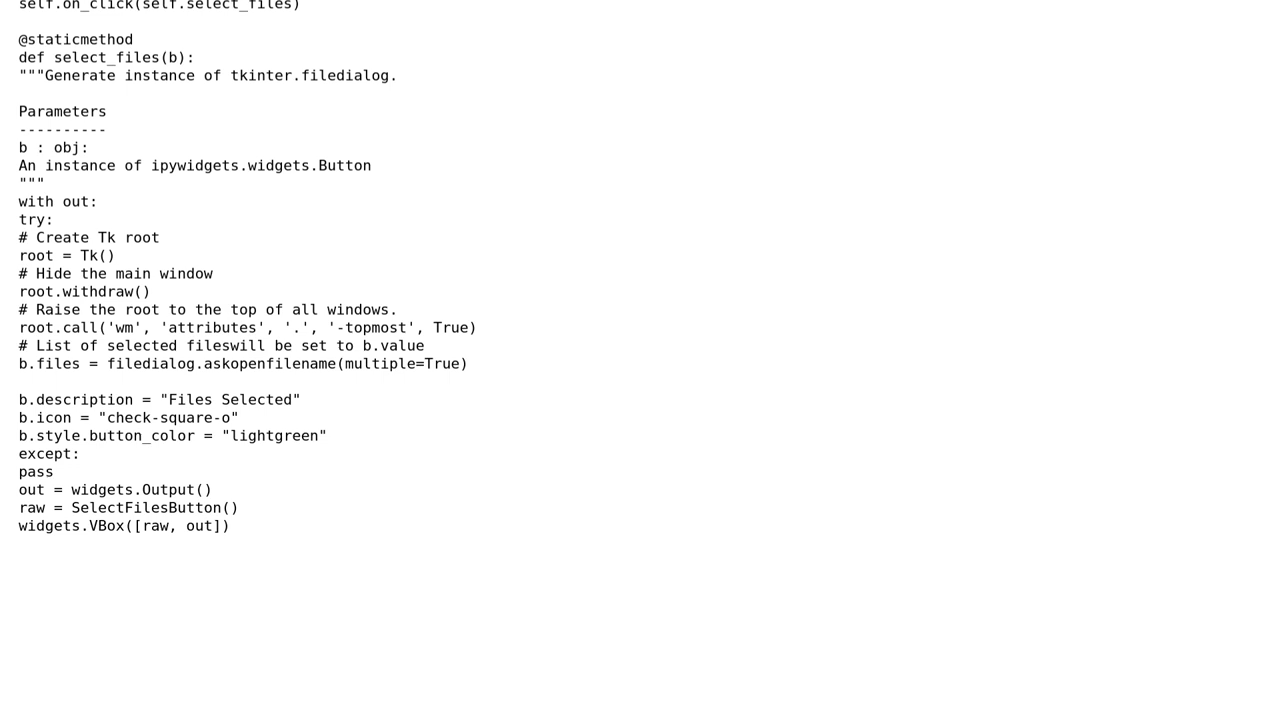 self.on_click(self.select_files)

@staticmethod
def select_files(b):
"""Generate instance of tkinter.filedialog.

Parameters
----------
b : obj:
An instance of ipywidgets.widgets.Button
"""
with out:
try:
# Create Tk root
root = Tk()
# Hide the main window
root.withdraw()
# Raise the root to the top of all windows.
root.call('wm', 'attributes', '.', '-topmost', True)
# List of selected fileswill be set to b.value
b.files = filedialog.askopenfilename(multiple=True)

b.description = "Files Selected"
b.icon = "check-square-o"
b.style.button_color = "lightgreen"
except:
pass
out = widgets.Output()
raw = SelectFilesButton()
widgets.VBox([raw, out])